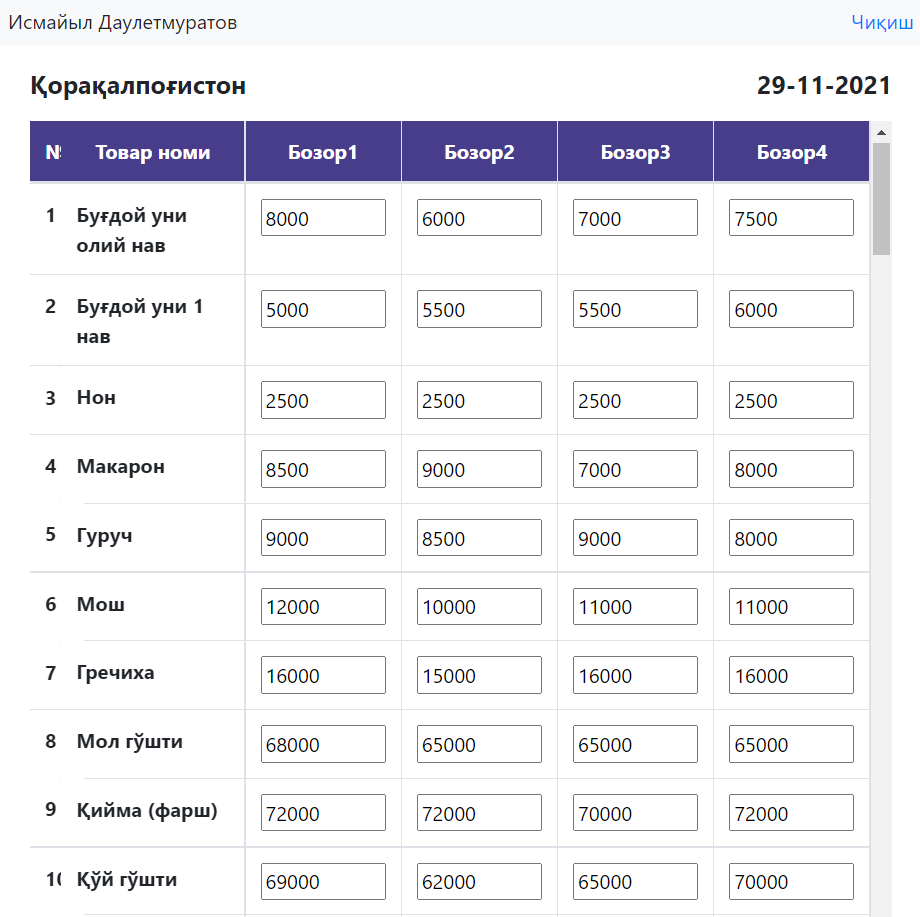 Исмайыл Даулетмуратов Чиқиш
Қорақалпоғистон 29-11-2021
№ Товар номи Бозор1 Бозор2 Бозор3 Бозор4
1 Буғдой уни 8000 6000 7000 7500
олий нав
2 Буғдой уни 1 5000 5500 5500 6000
нав
3 Нон 2500 2500 2500 2500
4 Макарон 8500 9000 7000 8000
5 Гуруч 9000 8500 9000 8000
6 Мош 12000 10000 11000 11000
7 Гречиха 16000 15000 16000 16000
8 Мол гўшти 68000 65000 65000 65000
9 Қийма (фарш) 72000 72000 70000 72000
10 Қўй гўшти 69000 62000 65000 70000